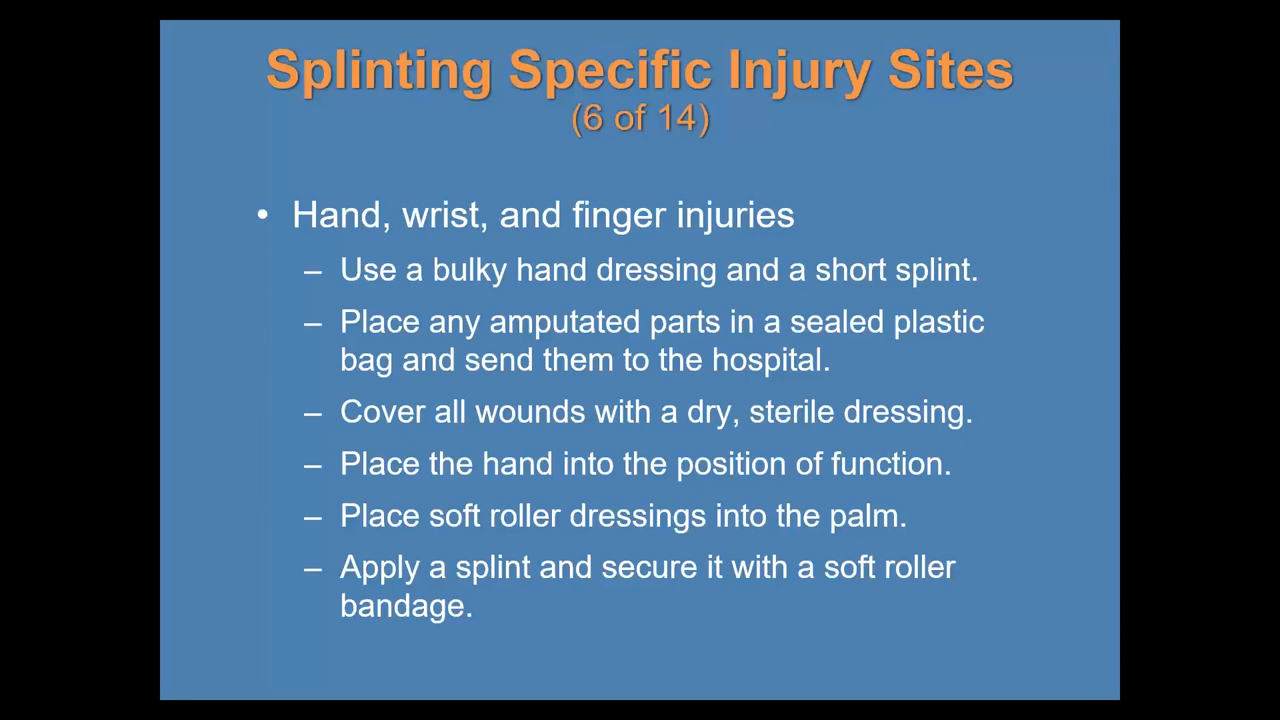 Splinting Specific Injury Sites
(6 of 14)
• Hand, wrist, and finger injuries
– Use a bulky hand dressing and a short splint.
– Place any amputated parts in a sealed plastic
bag and send them to the hospital.
– Cover all wounds with a dry, sterile dressing.
– Place the hand into the position of function.
– Place soft roller dressings into the palm.
– Apply a splint and secure it with a soft roller
bandage.